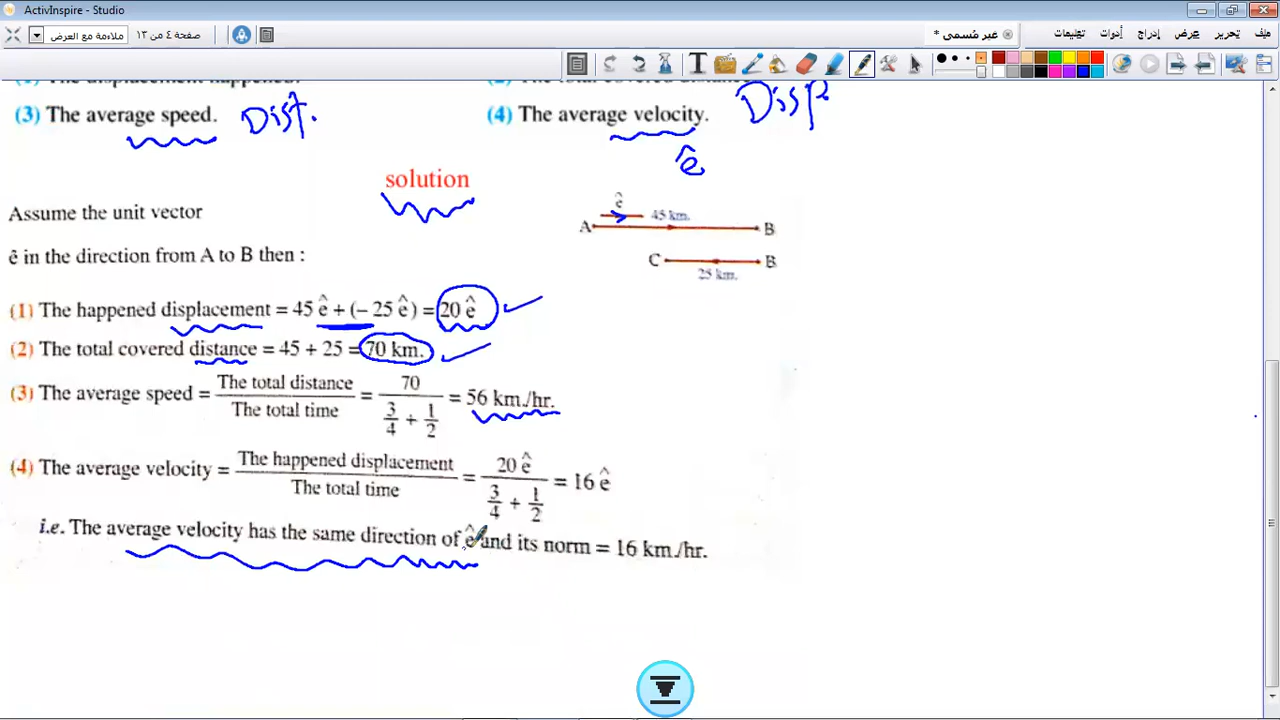 ActivInspire - Studio
ملف تحرير عرض إدراج أدوات تعليمات
غير مُسمى *
صفحة ٤ من ١٣
ملاءمة مع العرض
(3) The average speed. Dist.
(4) The average velocity. Disp
ê
solution
Assume the unit vector
ê in the direction from A to B then :
ê
45 km.
A B
C B
25 km.
(1) The happened displacement = 45 ê + (– 25 ê ) = 20 ê
(2) The total covered distance = 45 + 25 = 70 km.
(3) The average speed = The total distance / The total time = 70 / (3/4 + 1/2) = 56 km./hr.
(4) The average velocity = The happened displacement / The total time = 20 ê / (3/4 + 1/2) = 16 ê
i.e. The average velocity has the same direction of ê and its norm = 16 km./hr.